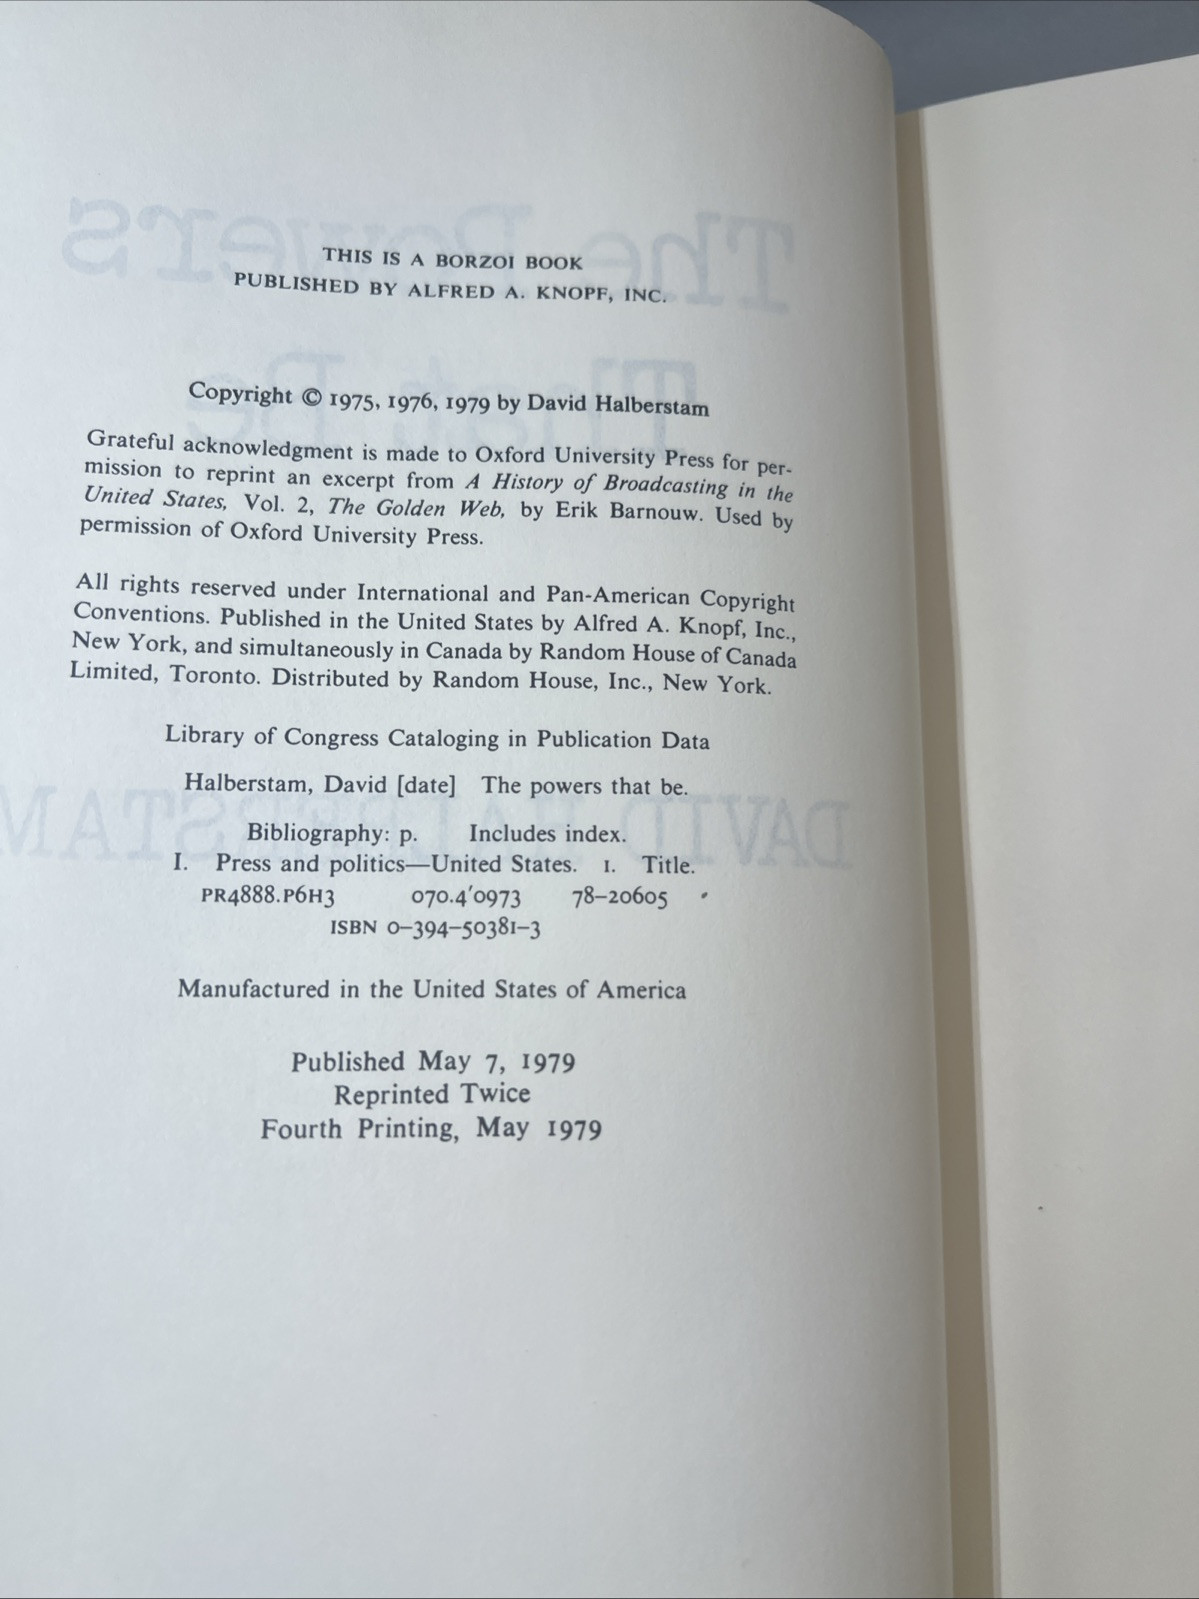 THIS IS A BORZOI BOOK
PUBLISHED BY ALFRED A. KNOPF, INC.
Copyright © 1975, 1976, 1979 by David Halberstam
Grateful acknowledgment is made to Oxford University Press for per-
mission to reprint an excerpt from A History of Broadcasting in the
United States, Vol. 2, The Golden Web, by Erik Barnouw. Used by
permission of Oxford University Press.
All rights reserved under International and Pan-American Copyright
Conventions. Published in the United States by Alfred A. Knopf, Inc.,
New York, and simultaneously in Canada by Random House of Canada
Limited, Toronto. Distributed by Random House, Inc., New York.
Library of Congress Cataloging in Publication Data
Halberstam, David [date] The powers that be.
Bibliography: p. Includes index.
1. Press and politics—United States. I. Title.
PR4888.P6H3 070.4'0973 78–20605
ISBN 0–394–50381–3
Manufactured in the United States of America
Published May 7, 1979
Reprinted Twice
Fourth Printing, May 1979
The Powers
That Be
DAVID HALBERSTAM